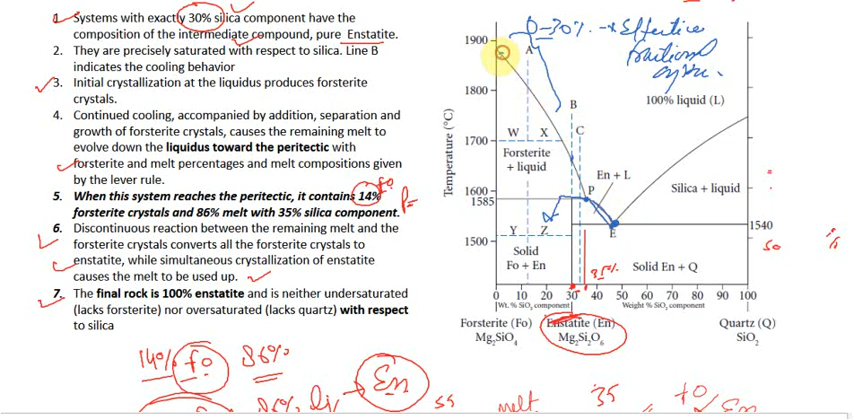 1. Systems with exactly 30% silica component have the
composition of the intermediate compound, pure Enstatite.
2. They are precisely saturated with respect to silica. Line B
indicates the cooling behavior
3. Initial crystallization at the liquidus produces forsterite
crystals.
4. Continued cooling, accompanied by addition, separation and
growth of forsterite crystals, causes the remaining melt to
evolve down the liquidus toward the peritectic with
forsterite and melt percentages and melt compositions given
by the lever rule.
5. When this system reaches the peritectic, it contains 14%
forsterite crystals and 86% melt with 35% silica component.
6. Discontinuous reaction between the remaining melt and the
forsterite crystals converts all the forsterite crystals to
enstatite, while simultaneous crystallization of enstatite
causes the melt to be used up.
7. The final rock is 100% enstatite and is neither undersaturated
(lacks forsterite) nor oversaturated (lacks quartz) with respect
to silica
fo
P=
14% fo 86%
En
0-30% → Effective
1900
A
1800
B
C
100% liquid (L)
1700
W X
Forsterite
+ liquid
En + L
Temperature (°C)
1600
P
Silica + liquid
1585
E
1540
Y Z
1500
Solid
Fo + En
35%
Solid En + Q
50
0 10 20 30 40 50 60 70 80 90 100
Wt. % SiO2 component
Weight % SiO2 component
Forsterite (Fo) Enstatite (En) Quartz (Q)
Mg2SiO4 Mg2Si2O6 SiO2
melt 35 fo/En